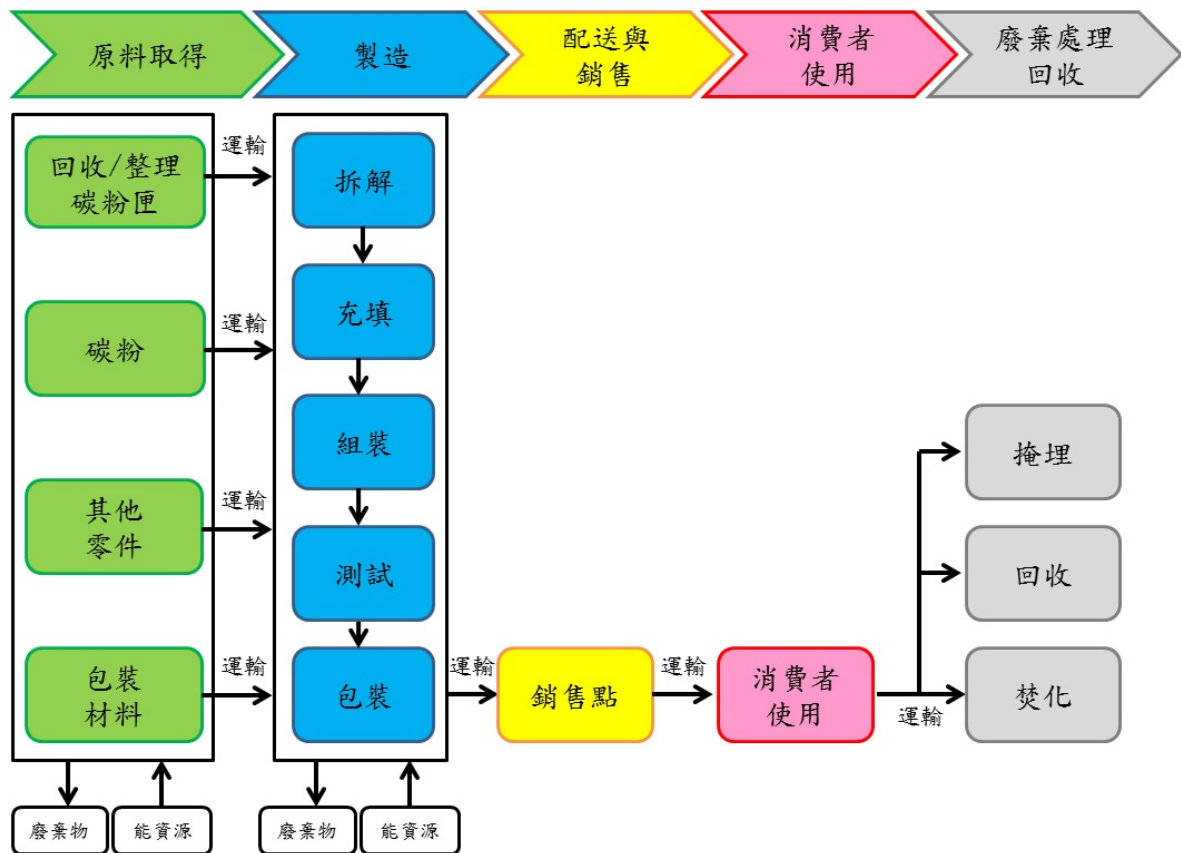 原料取得
製造
配送與
銷售
消費者
使用
廢棄處理
回收
回收/整理
碳粉匣
運輸
拆解
碳粉
運輸
充填
組裝
掩埋
其他
零件
運輸
測試
回收
包裝
材料
運輸
包裝
運輸
銷售點
運輸
消費者
使用
運輸
焚化
廢棄物
能資源
廢棄物
能資源